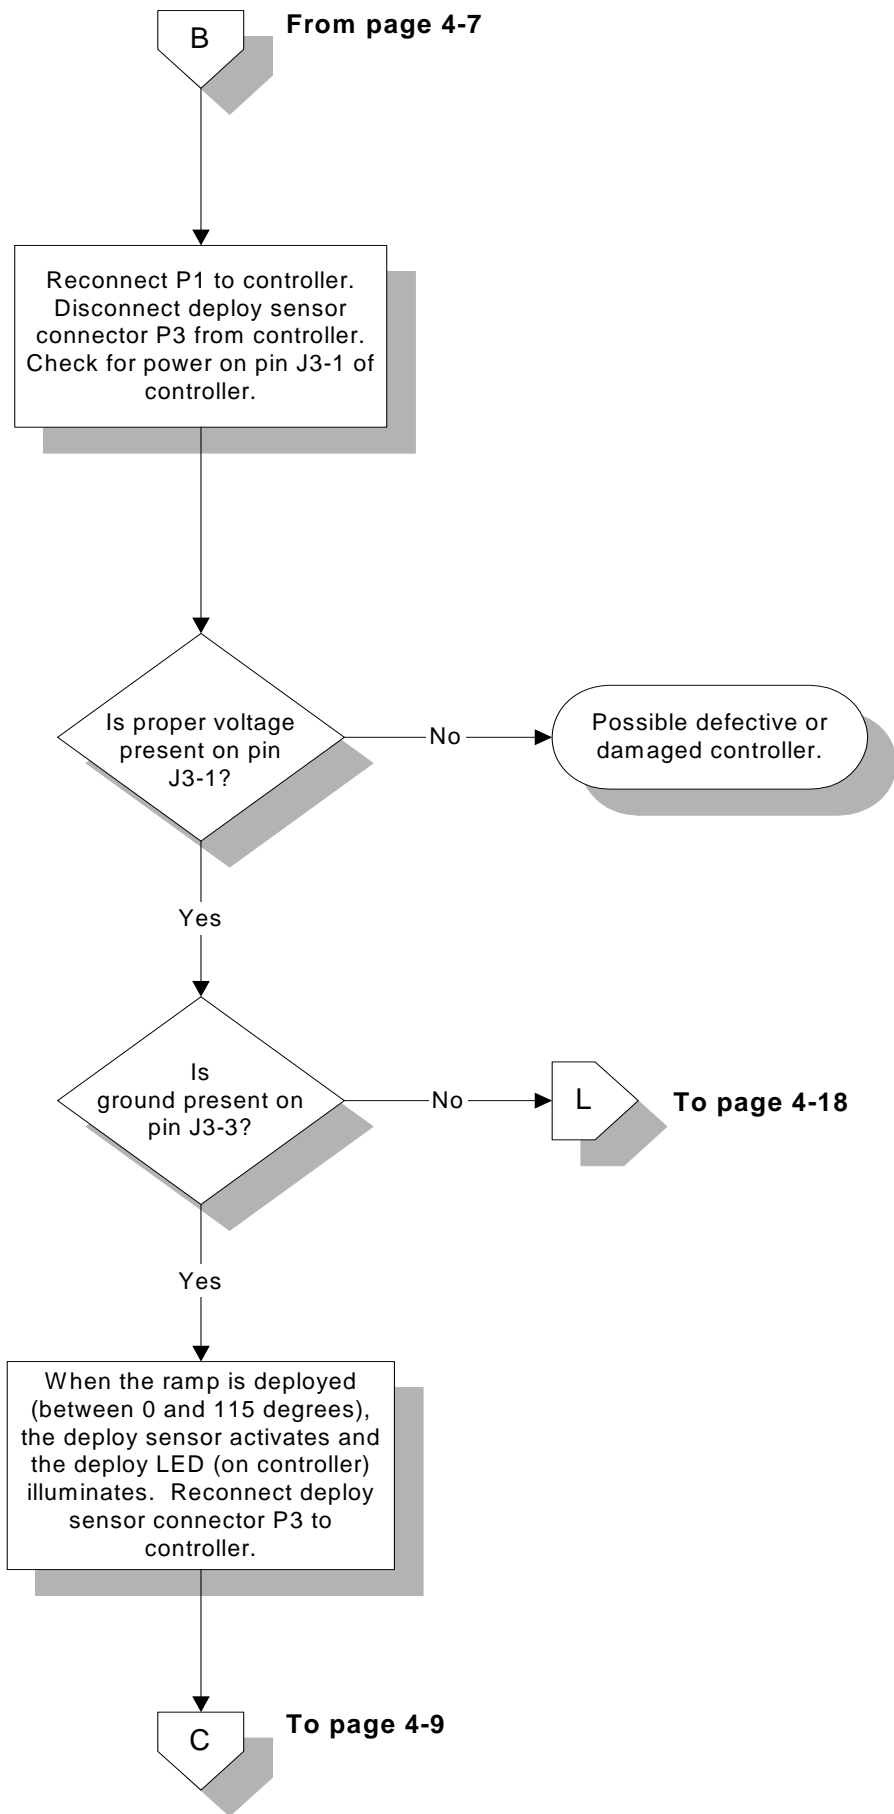 B
From page 4-7
Reconnect P1 to controller.
Disconnect deploy sensor
connector P3 from controller.
Check for power on pin J3-1 of
controller.
Is proper voltage
present on pin
J3-1?
No
Possible defective or
damaged controller.
Yes
Is
ground present on
pin J3-3?
No
L
To page 4-18
Yes
When the ramp is deployed
(between 0 and 115 degrees),
the deploy sensor activates and
the deploy LED (on controller)
illuminates.  Reconnect deploy
sensor connector P3 to
controller.
C
To page 4-9